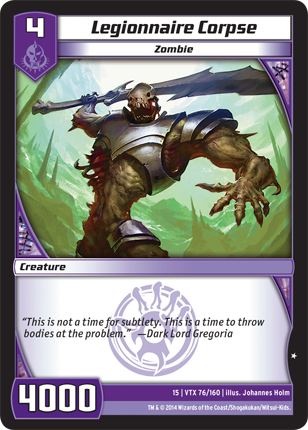 4
Legionnaire Corpse
Zombie
Creature
“This is not a time for subtlety. This is a time to throw
bodies at the problem.” —Dark Lord Gregoria
4000
15 | VTX 76/160 | illus. Johannes Holm
TM & © 2014 Wizards of the Coast/Shogakukan/Mitsui-Kids.